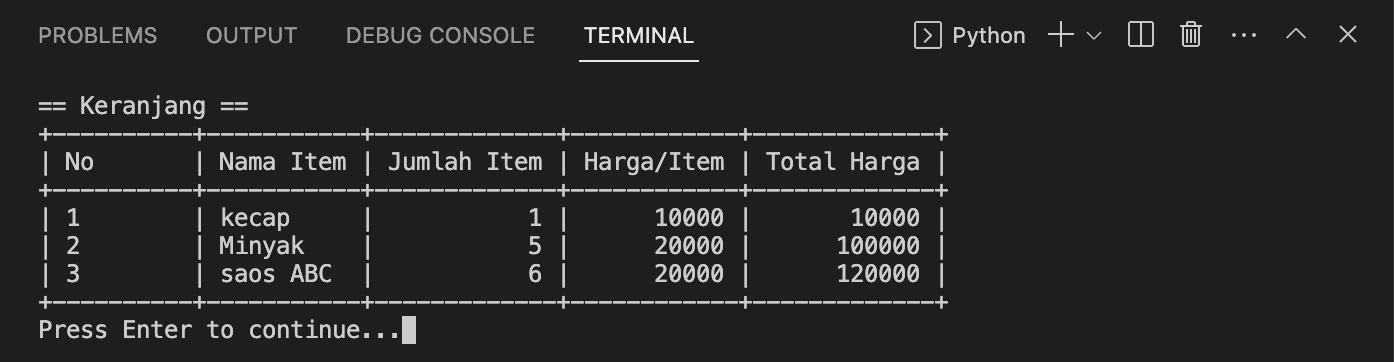 PROBLEMS OUTPUT DEBUG CONSOLE TERMINAL Python
== Keranjang ==
+----------+-----------+-------------+------------+-------------+
| No       | Nama Item | Jumlah Item | Harga/Item | Total Harga |
+----------+-----------+-------------+------------+-------------+
| 1        | kecap     |           1 |      10000 |       10000 |
| 2        | Minyak    |           5 |      20000 |      100000 |
| 3        | saos ABC  |           6 |      20000 |      120000 |
+----------+-----------+-------------+------------+-------------+
Press Enter to continue...